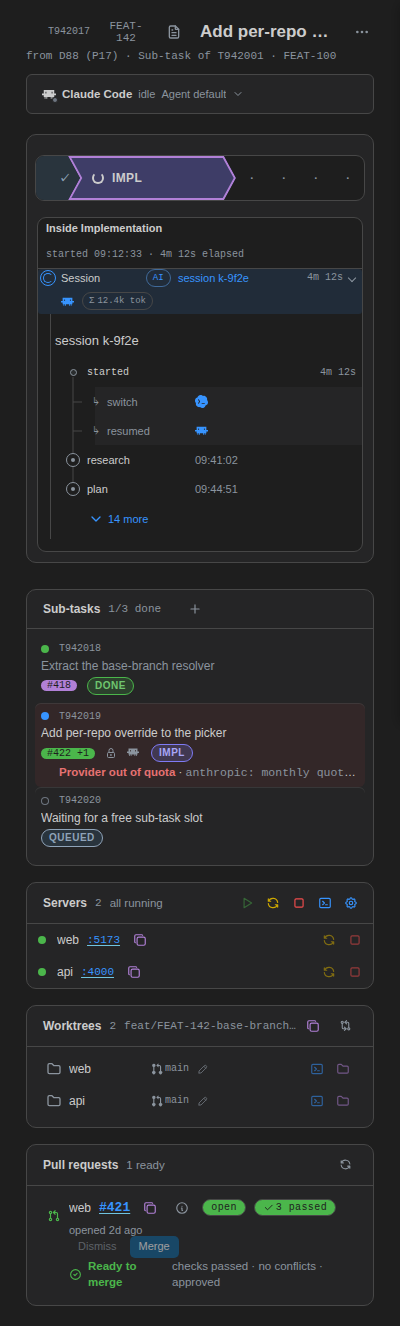 T942017 FEAT-142 Add per-repo … ···
from D88 (P17) · Sub-task of T942001 · FEAT-100
Claude Code idle Agent default
✓ IMPL · · · ·
Inside Implementation
started 09:12:33 · 4m 12s elapsed
Session AI session k-9f2e 4m 12s
Σ 12.4k tok
session k-9f2e
started 4m 12s
↳ switch
↳ resumed
research 09:41:02
plan 09:44:51
14 more
Sub-tasks 1/3 done +
T942018
Extract the base-branch resolver
#418 DONE
T942019
Add per-repo override to the picker
#422 +1 IMPL
Provider out of quota · anthropic: monthly quot…
T942020
Waiting for a free sub-task slot
QUEUED
Servers 2 all running
web :5173
api :4000
Worktrees 2 feat/FEAT-142-base-branch…
web main
api main
Pull requests 1 ready
web #421 open ✓ 3 passed
opened 2d ago
Dismiss Merge
Ready to merge checks passed · no conflicts · approved